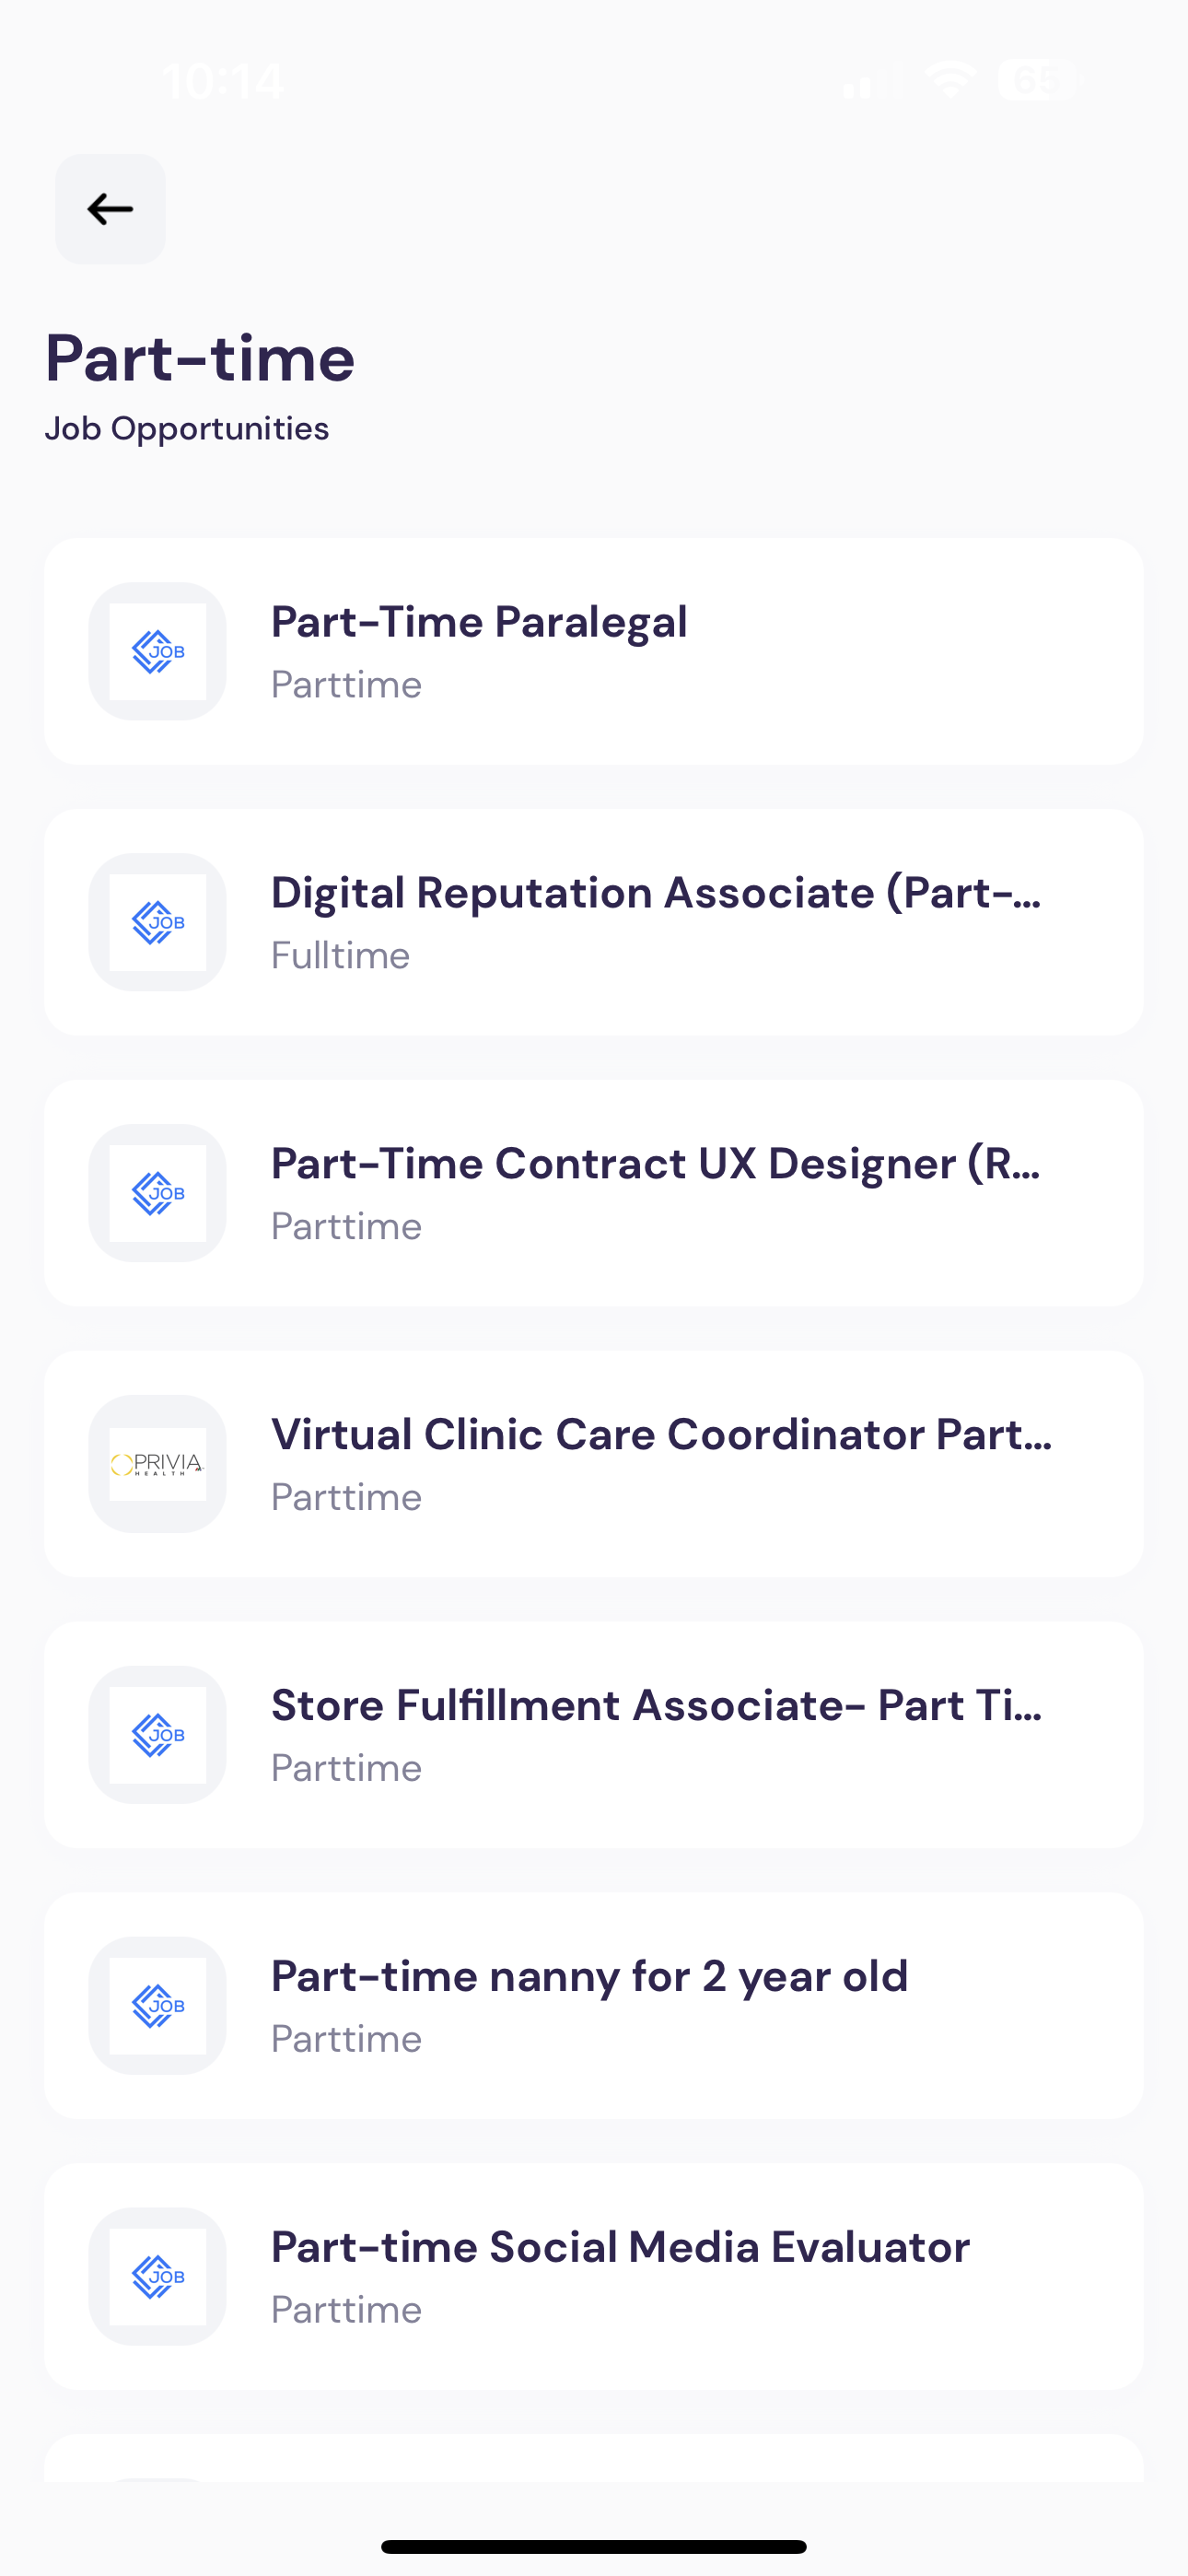 10:14
65
Part-time
Job Opportunities
JOB
Part-Time Paralegal
Parttime
JOB
Digital Reputation Associate (Part-...
Fulltime
JOB
Part-Time Contract UX Designer (R...
Parttime
PRIVIA
HEALTH
Virtual Clinic Care Coordinator Part...
Parttime
JOB
Store Fulfillment Associate- Part Ti...
Parttime
JOB
Part-time nanny for 2 year old
Parttime
JOB
Part-time Social Media Evaluator
Parttime